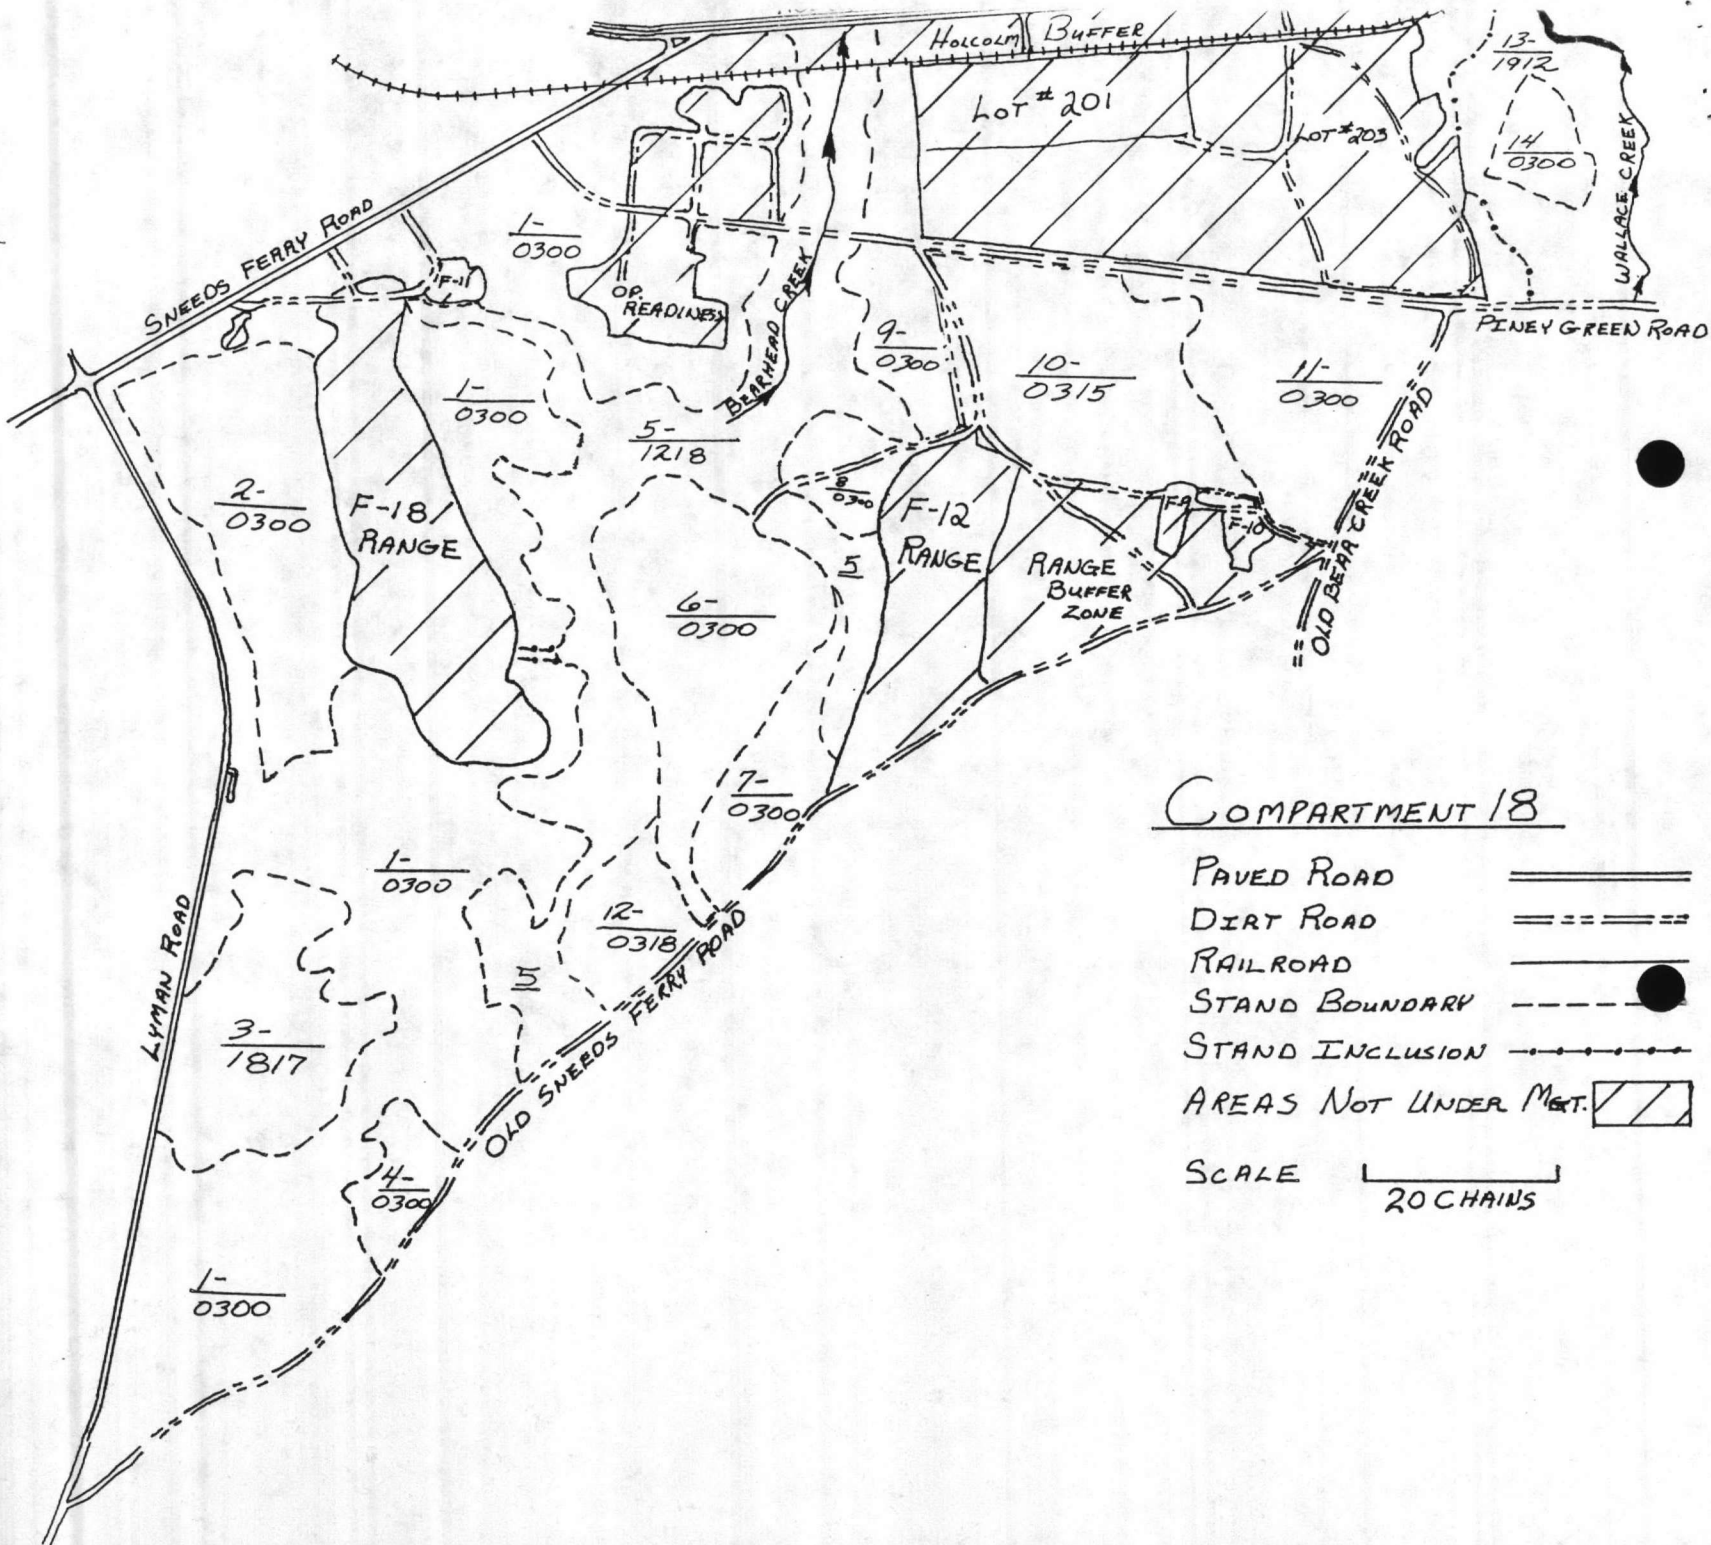 HOLCOLM BUFFER
13-
1912
LOT # 201
LOT # 203
14
0300
WALLACE CREEK
SNEEDS FERRY ROAD
1-
0300
F-11
OP.
READINESS
BEARHEAD CREEK
9-
0300
10-
0315
11-
0300
PINEY GREEN ROAD
1-
0300
5-
1218
2-
0300
F-18
RANGE
8
0300
F-12
RANGE
F9
F-10
OLD BEAR CREEK ROAD
5
RANGE
BUFFER
ZONE
6-
0300
7-
0300
COMPARTMENT 18
PAVED ROAD
DIRT ROAD
RAILROAD
STAND BOUNDARY
STAND INCLUSION
AREAS NOT UNDER MGT.
SCALE
20 CHAINS
1-
0300
12-
0318
5
LYMAN ROAD
3-
1817
OLD SNEEDS FERRY ROAD
4-
0300
1-
0300